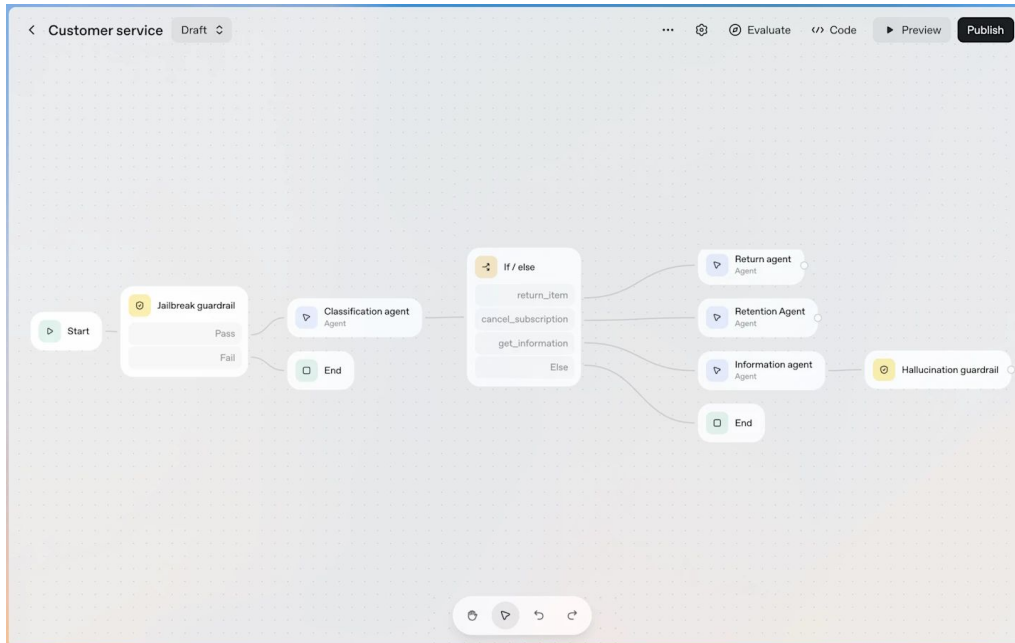 Customer service
Draft
Evaluate
Code
Preview
Publish
Start
Jailbreak guardrail
Pass
Fail
Classification agent
Agent
End
If / else
return_item
cancel_subscription
get_information
Else
Return agent
Agent
Retention Agent
Agent
Information agent
Agent
End
Hallucination guardrail